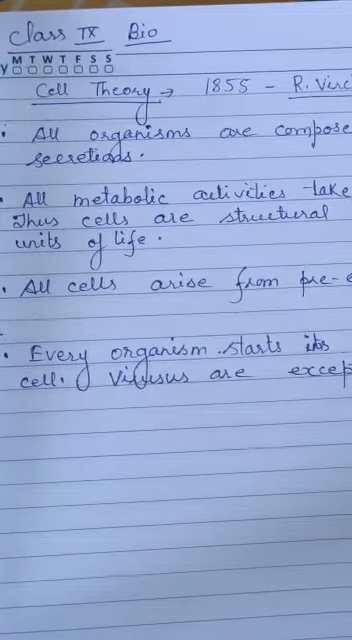 Class IX Bio
M T W T F S S
Y
Cell Theory → 1855 - R. Virc
• All organisms are compose
secretions.
• All metabolic activities take
Thus cells are structural
units of life.
• All cells arise from pre-e
• Every organism starts its
cell. Viruses are excep